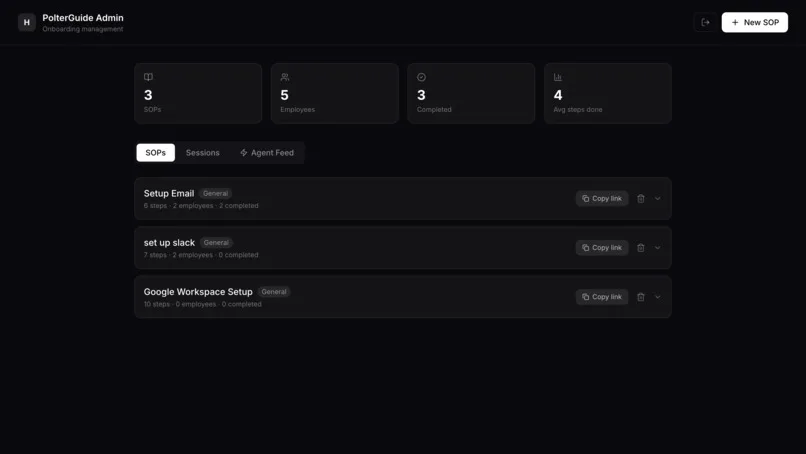 H
PolterGuide Admin
Onboarding management
New SOP
3
SOPs
5
Employees
3
Completed
4
Avg steps done
SOPs
Sessions
Agent Feed
Setup Email General
6 steps · 2 employees · 2 completed
Copy link
set up slack General
7 steps · 2 employees · 0 completed
Copy link
Google Workspace Setup General
10 steps · 0 employees · 0 completed
Copy link